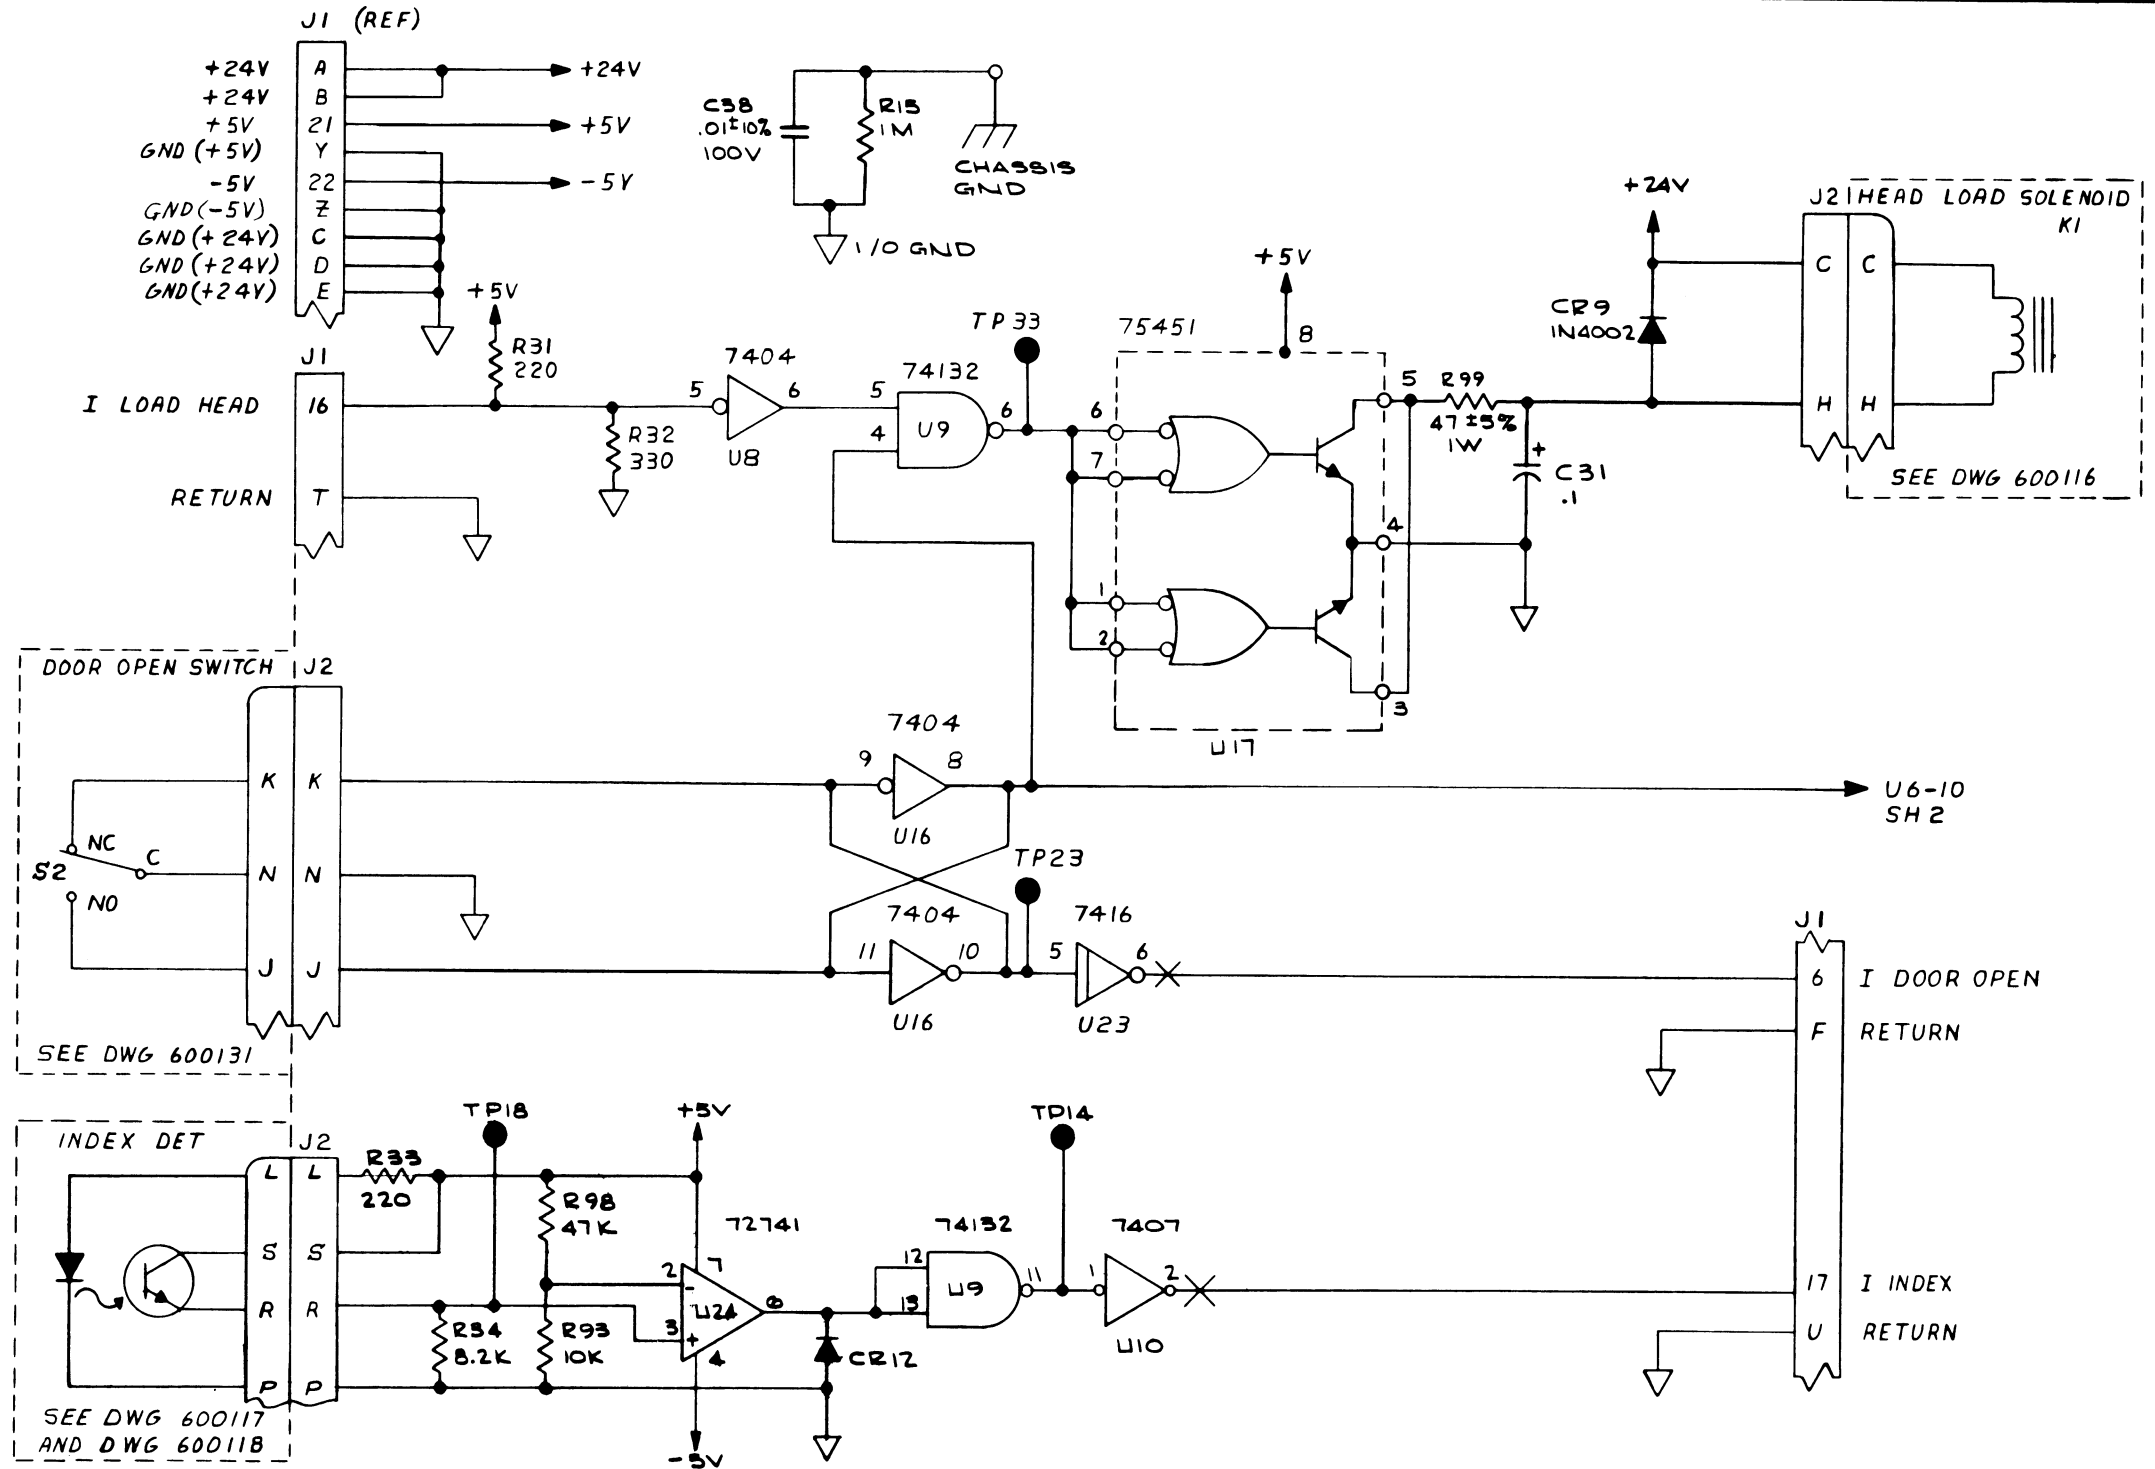 J1 (REF)
+24V A +24V
+24V B
+5V 21 +5V
GND (+5V) Y
-5V 22 -5V
GND (-5V) Z
GND (+24V) C
GND (+24V) D
GND (+24V) E
C38
.01±10%
100V
R15
1M
CHASSIS
GND
I/O GND
J1
I LOAD HEAD 16
RETURN T
+5V
R31
220
R32
330
7404
5 6
U8
74132
5
4
U9
6
TP33
75451
+5V
8
6
7
1
2
5
4
3
U17
R99
47 ±5%
1W
+
C31
.1
+24V
CR9
1N4002
J2
HEAD LOAD SOLENOID
K1
C C
H H
SEE DWG 600116
DOOR OPEN SWITCH
J2
K K
NC
C
S2
N N
NO
J J
SEE DWG 600131
7404
9 8
U16
U6-10
SH 2
TP23
7404
11 10
U16
7416
5 6
U23
J1
6 I DOOR OPEN
F RETURN
17 I INDEX
U RETURN
INDEX DET
J2
L L
S S
R R
P P
SEE DWG 600117
AND DWG 600118
R33
220
TP18
R98
47K
R34
8.2K
R93
10K
+5V
72741
2 -
3 +
7
U24
4
-5V
CR12
74132
12
13
U9
11
TP14
7407
1 2
U10